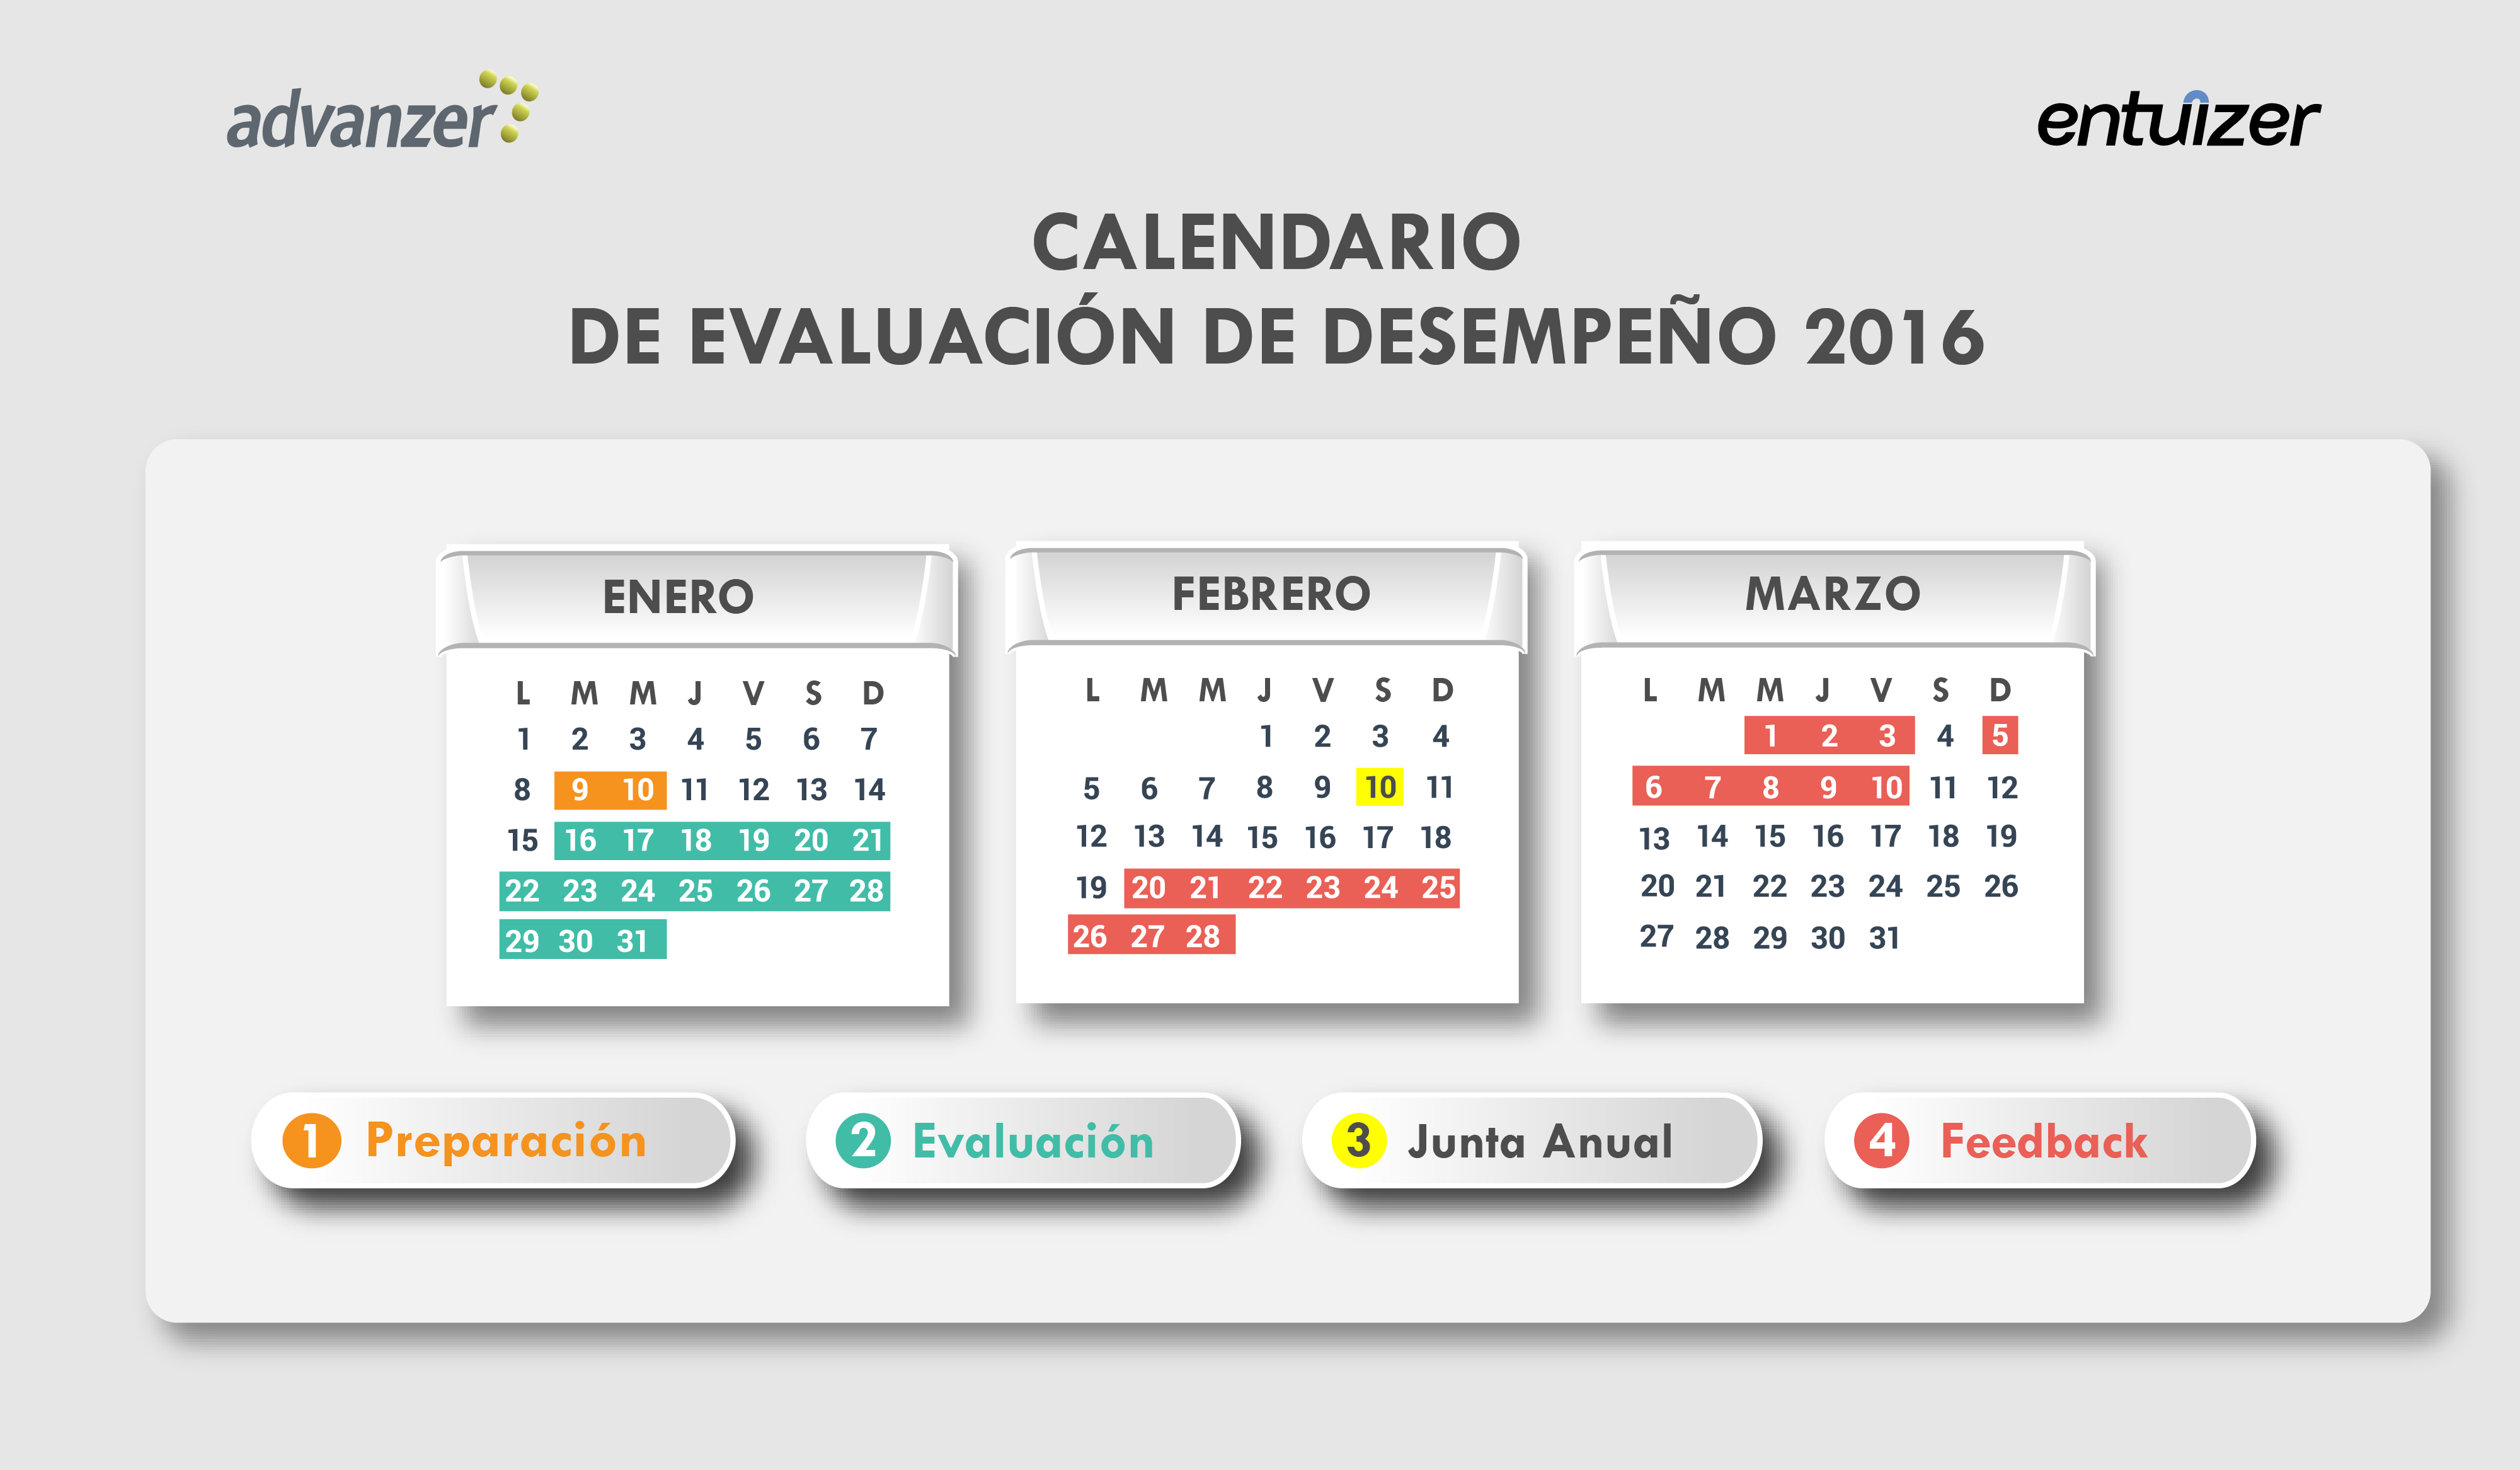 advanzer
entuizer
CALENDARIO
DE EVALUACIÓN DE DESEMPEÑO 2016
ENERO
L M M J V S D
1 2 3 4 5 6 7
8 9 10 11 12 13 14
15 16 17 18 19 20 21
22 23 24 25 26 27 28
29 30 31
FEBRERO
L M M J V S D
1 2 3 4
5 6 7 8 9 10 11
12 13 14 15 16 17 18
19 20 21 22 23 24 25
26 27 28
MARZO
L M M J V S D
1 2 3 4 5
6 7 8 9 10 11 12
13 14 15 16 17 18 19
20 21 22 23 24 25 26
27 28 29 30 31
1 Preparación
2 Evaluación
3 Junta Anual
4 Feedback